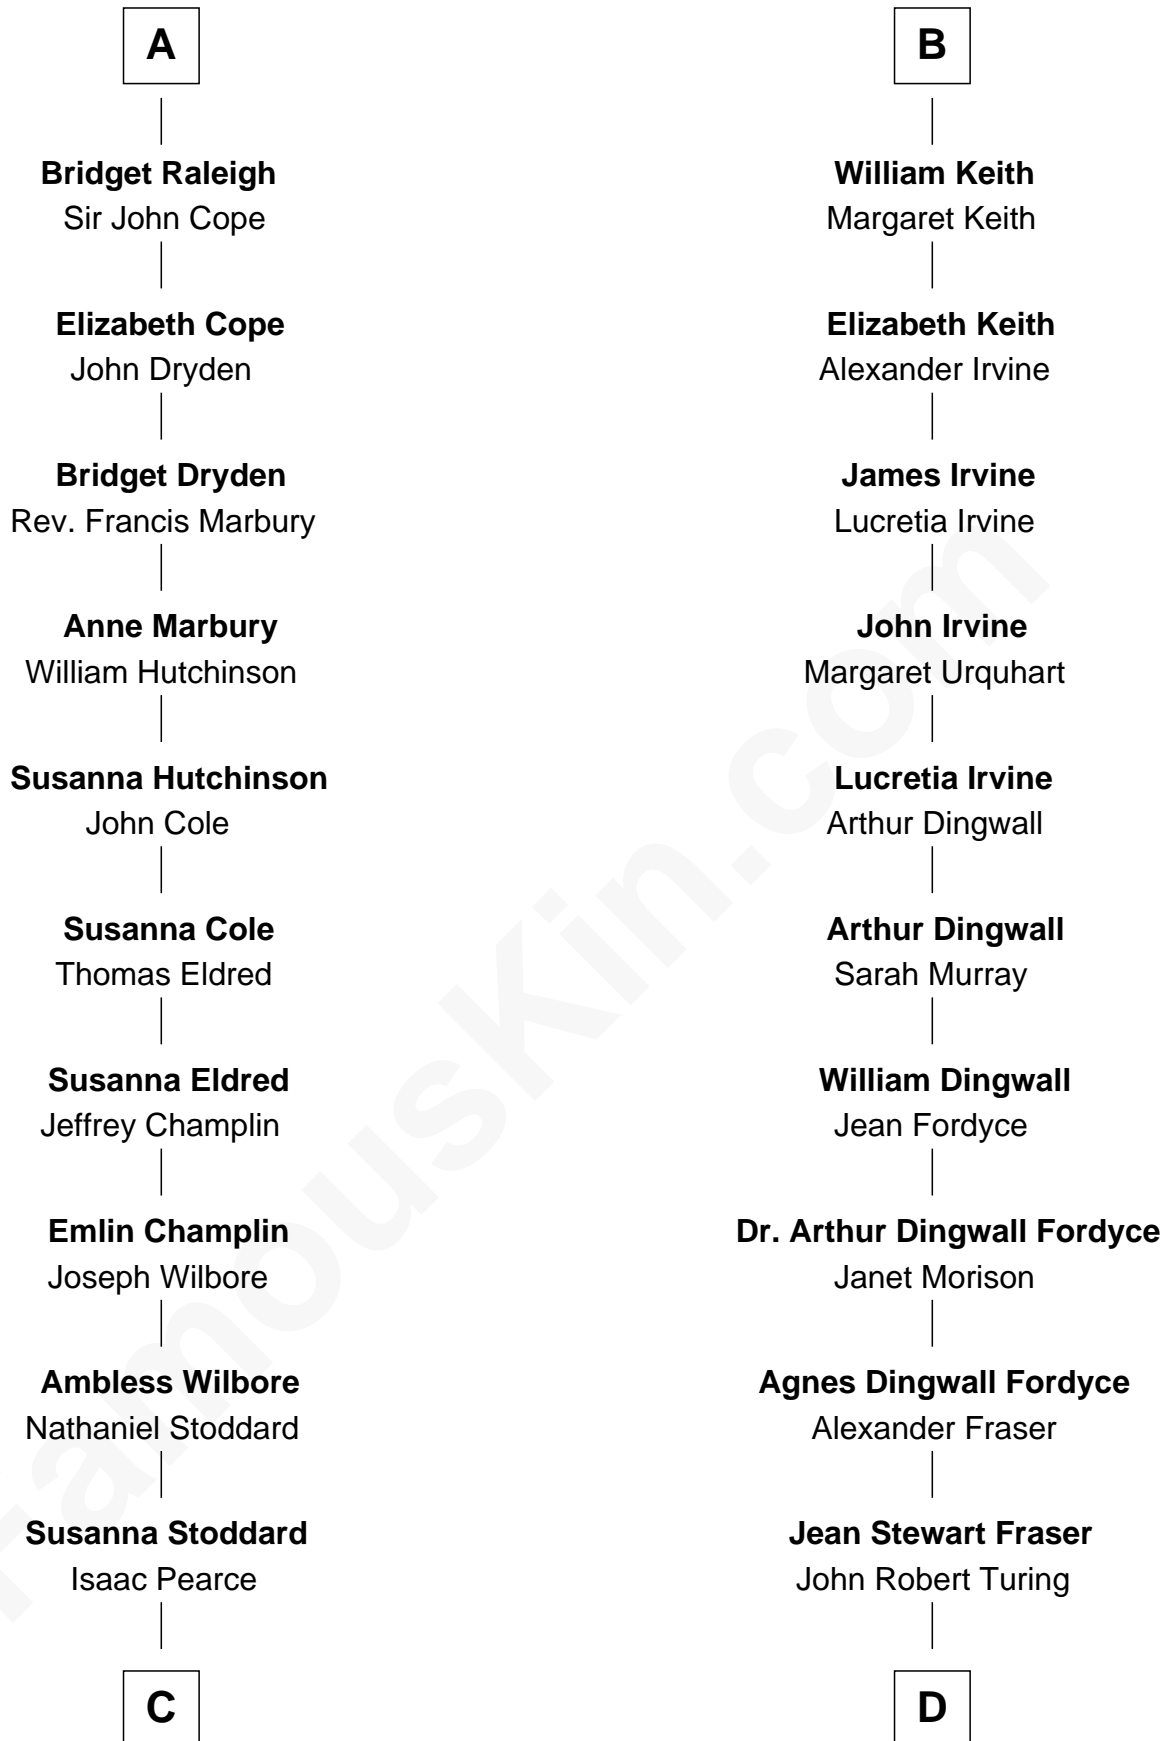 A
Bridget Raleigh
Sir John Cope
Elizabeth Cope
John Dryden
Bridget Dryden
Rev. Francis Marbury
Anne Marbury
William Hutchinson
Susanna Hutchinson
John Cole
Susanna Cole
Thomas Eldred
Susanna Eldred
Jeffrey Champlin
Emlin Champlin
Joseph Wilbore
Ambless Wilbore
Nathaniel Stoddard
Susanna Stoddard
Isaac Pearce
C
B
William Keith
Margaret Keith
Elizabeth Keith
Alexander Irvine
James Irvine
Lucretia Irvine
John Irvine
Margaret Urquhart
Lucretia Irvine
Arthur Dingwall
Arthur Dingwall
Sarah Murray
William Dingwall
Jean Fordyce
Dr. Arthur Dingwall Fordyce
Janet Morison
Agnes Dingwall Fordyce
Alexander Fraser
Jean Stewart Fraser
John Robert Turing
D
FamousKin.com